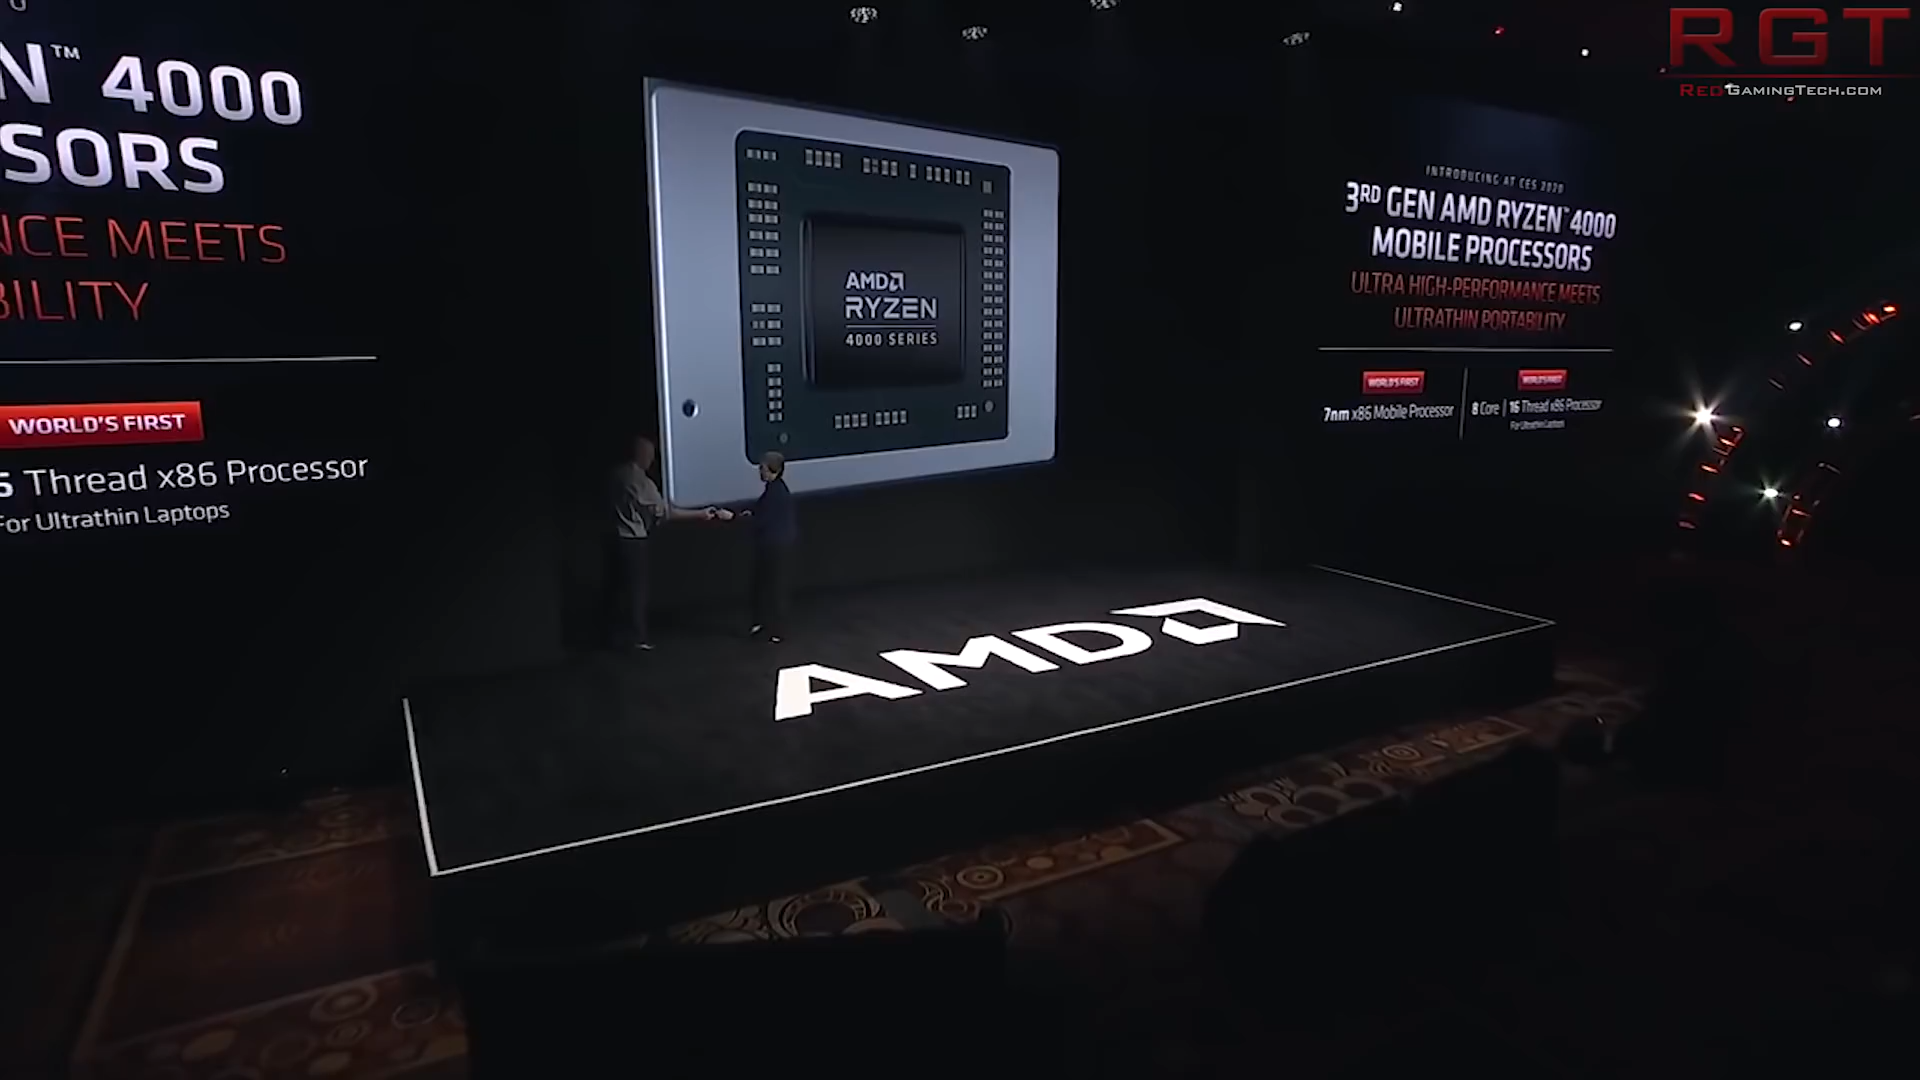 N™ 4000
SORS
NCE MEETS
BILITY
WORLD'S FIRST
Thread x86 Processor
For Ultrathin Laptops
AMD
RYZEN
4000 SERIES
INTRODUCING AT CES 2020
3RD GEN AMD RYZEN™ 4000
MOBILE PROCESSORS
ULTRA HIGH-PERFORMANCE MEETS
ULTRATHIN PORTABILITY
WORLD'S FIRST
7nm x86 Mobile Processor
WORLD'S FIRST
8 Core | 16 Thread x86 Processor
For Ultrathin Laptops
RGT
REDGAMINGTECH.COM
AMD